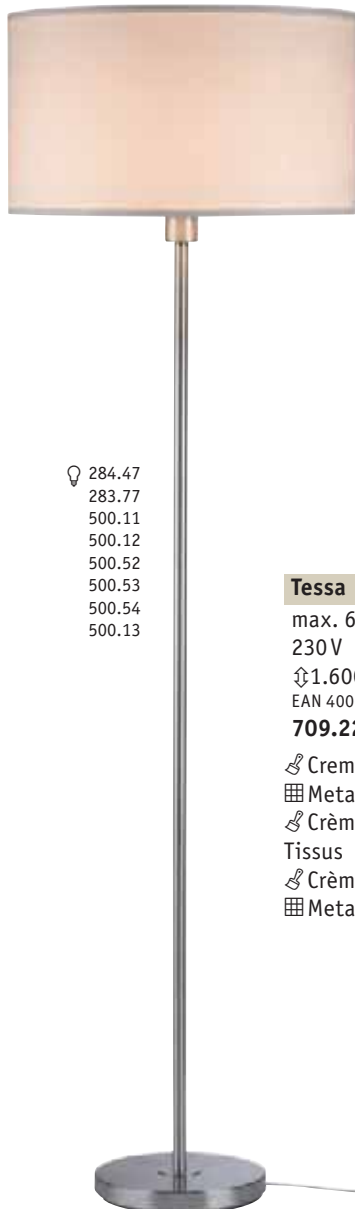 284.47
283.77
500.11
500.12
500.52
500.53
500.54
500.13
Tessa
max. 6
230 V
1.600
EAN 400
709.22
Crem
Meta
Crèm
Tissus
Crèm
Meta